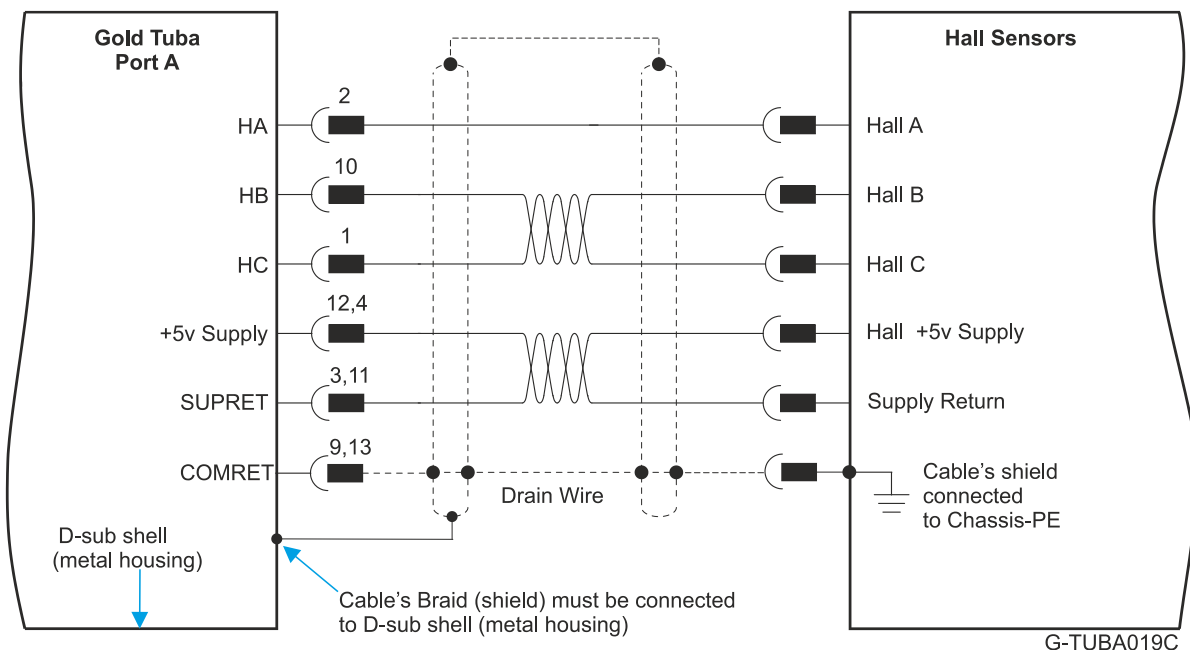 Gold Tuba
Port A
Hall Sensors
2
HA
Hall A
10
HB
Hall B
1
HC
Hall C
12,4
+5v Supply
Hall +5v Supply
3,11
SUPRET
Supply Return
9,13
COMRET
Drain Wire
Cable's shield
connected
to Chassis-PE
D-sub shell
(metal housing)
Cable's Braid (shield) must be connected
to D-sub shell (metal housing)
G-TUBA019C